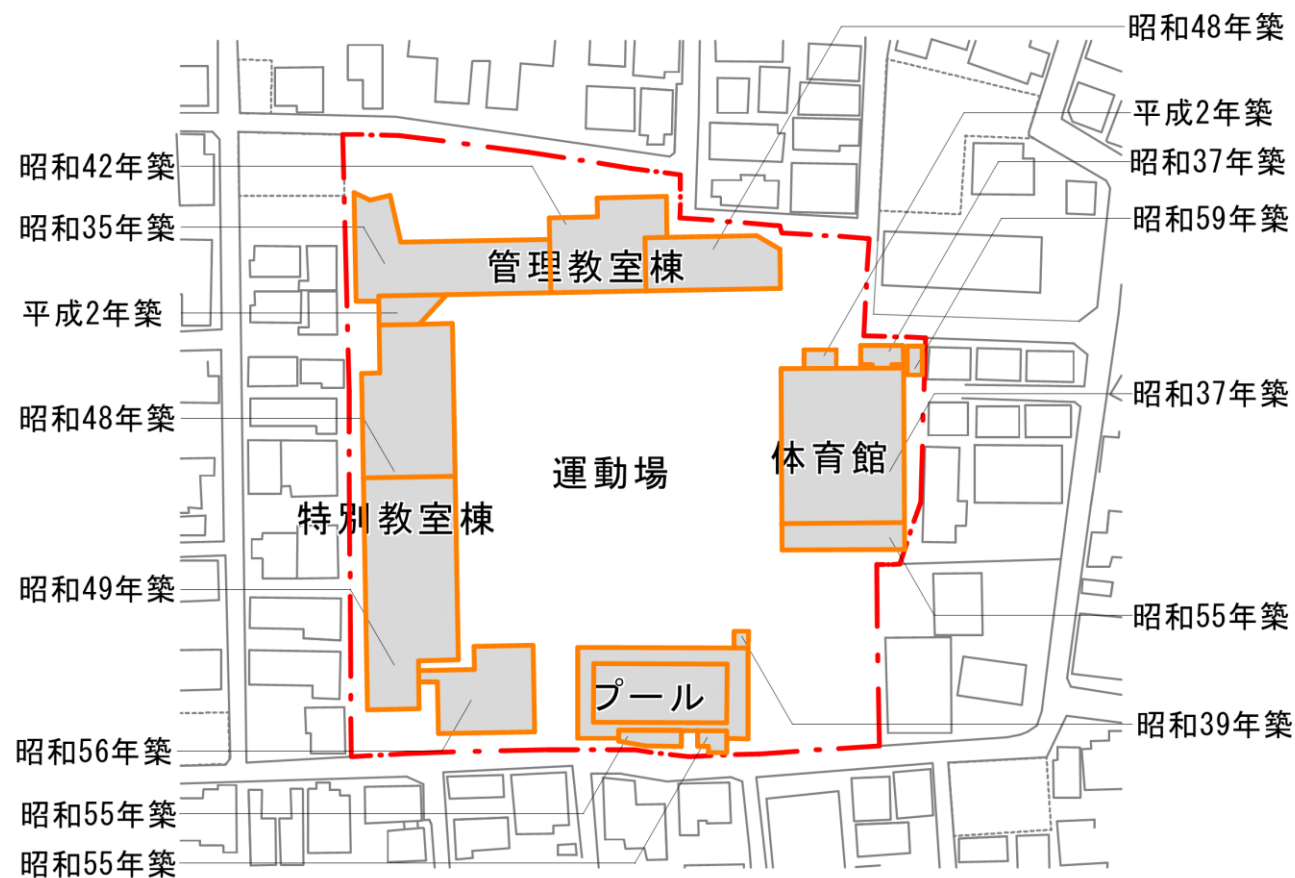 昭和48年築
平成2年築
昭和42年築
昭和37年築
昭和59年築
昭和35年築
管理教室棟
平成2年築
昭和37年築
昭和48年築
体育館
運動場
特別教室棟
昭和49年築
昭和55年築
プール
昭和39年築
昭和56年築
昭和55年築
昭和55年築